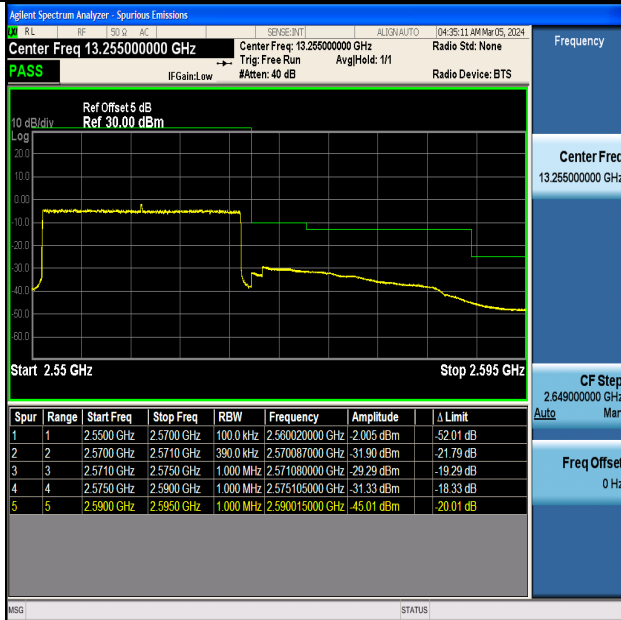 Agilent Spectrum Analyzer - Spurious Emissions
RL RF 50 Ω AC SENSE:INT ALIGN AUTO 04:35:11 AM Mar 05, 2024
Center Freq 13.255000000 GHz
Center Freq: 13.255000000 GHz
Radio Std: None
Trig: Free Run Avg|Hold: 1/1
PASS
IFGain:Low
#Atten: 40 dB
Radio Device: BTS
Ref Offset 5 dB
10 dB/div Ref 30.00 dBm
Log
20.0
10.0
0.00
-10.0
-20.0
-30.0
-40.0
-50.0
-60.0
Start 2.55 GHz Stop 2.595 GHz
Spur Range Start Freq Stop Freq RBW Frequency Amplitude Δ Limit
1 1 2.5500 GHz 2.5700 GHz 100.0 kHz 2.560020000 GHz -2.005 dBm -52.01 dB
2 2 2.5700 GHz 2.5710 GHz 390.0 kHz 2.570087000 GHz -31.90 dBm -21.79 dB
3 3 2.5710 GHz 2.5750 GHz 1.000 MHz 2.571080000 GHz -29.29 dBm -19.29 dB
4 4 2.5750 GHz 2.5900 GHz 1.000 MHz 2.575105000 GHz -31.33 dBm -18.33 dB
5 5 2.5900 GHz 2.5950 GHz 1.000 MHz 2.590015000 GHz -45.01 dBm -20.01 dB
MSG STATUS
Frequency
Center Freq
13.255000000 GHz
CF Step
2.649000000 GHz
Auto Man
Freq Offset
0 Hz